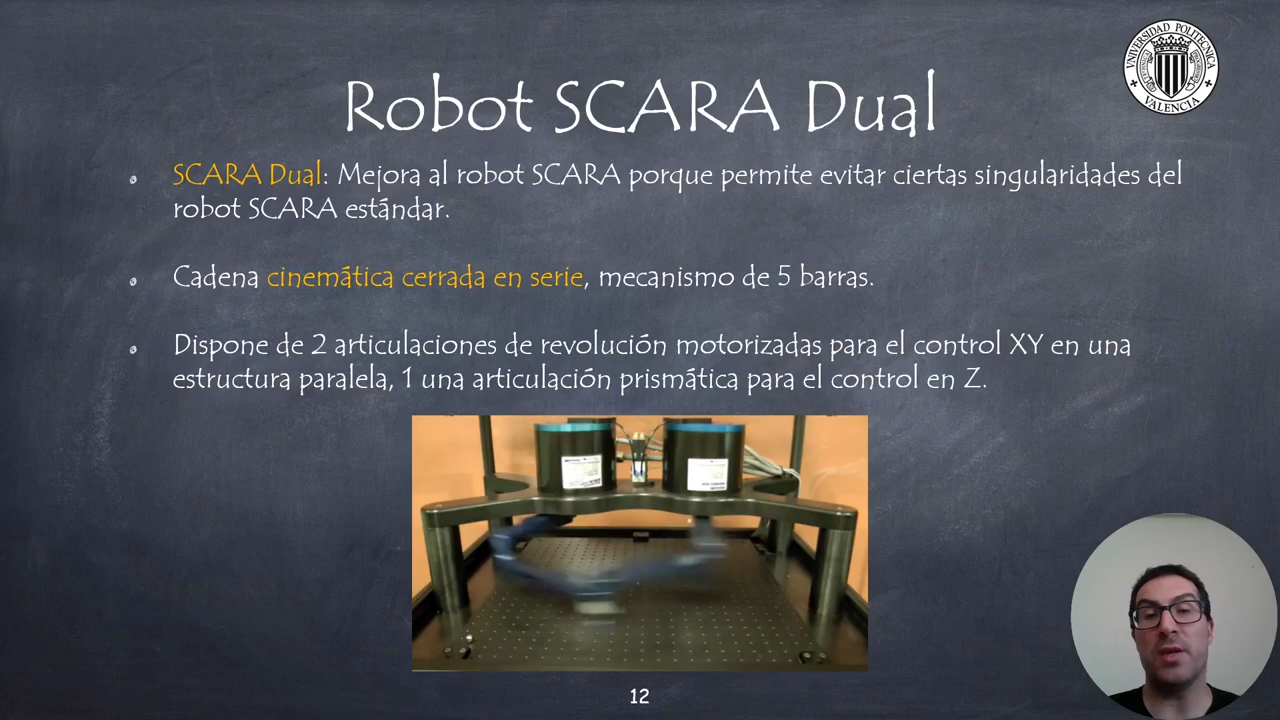 UNIVERSIDAD POLITECNICA
VALENCIA
Robot SCARA Dual
SCARA Dual: Mejora al robot SCARA porque permite evitar ciertas singularidades del
robot SCARA estándar.
Cadena cinemática cerrada en serie, mecanismo de 5 barras.
Dispone de 2 articulaciones de revolución motorizadas para el control XY en una
estructura paralela, 1 una articulación prismática para el control en Z.
12